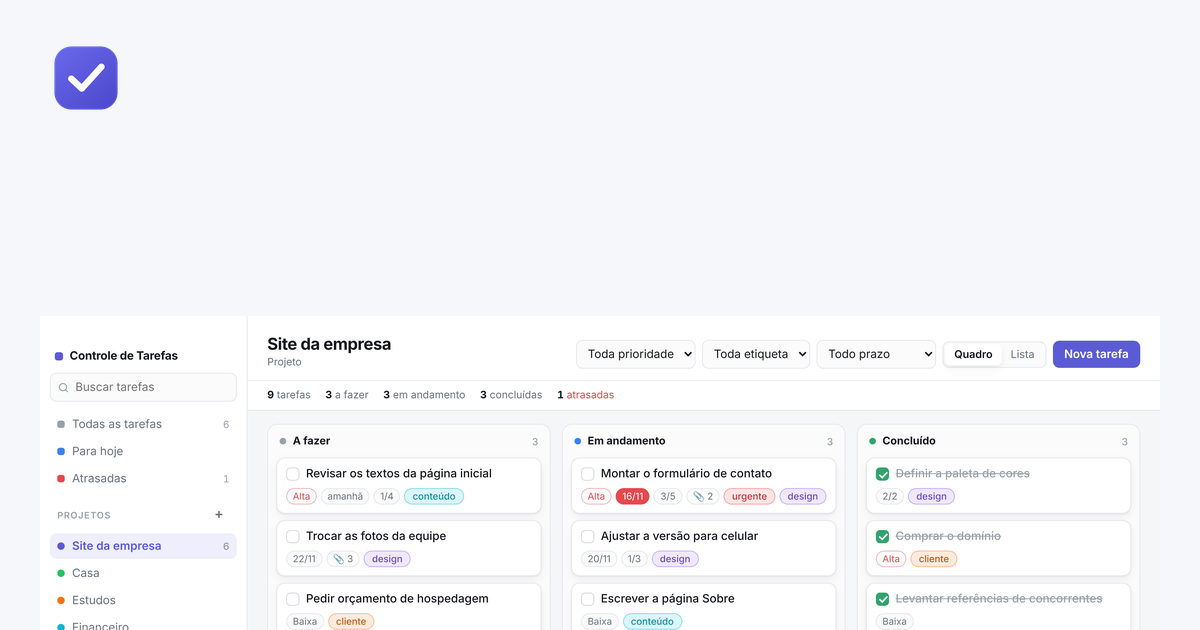 Controle de Tarefas
Buscar tarefas
Todas as tarefas 6
Para hoje
Atrasadas 1
PROJETOS +
Site da empresa 6
Casa
Estudos
Financeiro
Site da empresa
Projeto
Toda prioridade
Toda etiqueta
Todo prazo
Quadro
Lista
Nova tarefa
9 tarefas 3 a fazer 3 em andamento 3 concluídas 1 atrasadas
A fazer 3
Revisar os textos da página inicial
Alta amanhã 1/4 conteúdo
Trocar as fotos da equipe
22/11 3 design
Pedir orçamento de hospedagem
Baixa cliente
Em andamento 3
Montar o formulário de contato
Alta 16/11 3/5 2 urgente design
Ajustar a versão para celular
20/11 1/3 design
Escrever a página Sobre
Baixa conteúdo
Concluído 3
Definir a paleta de cores
2/2 design
Comprar o domínio
Alta cliente
Levantar referências de concorrentes
Baixa